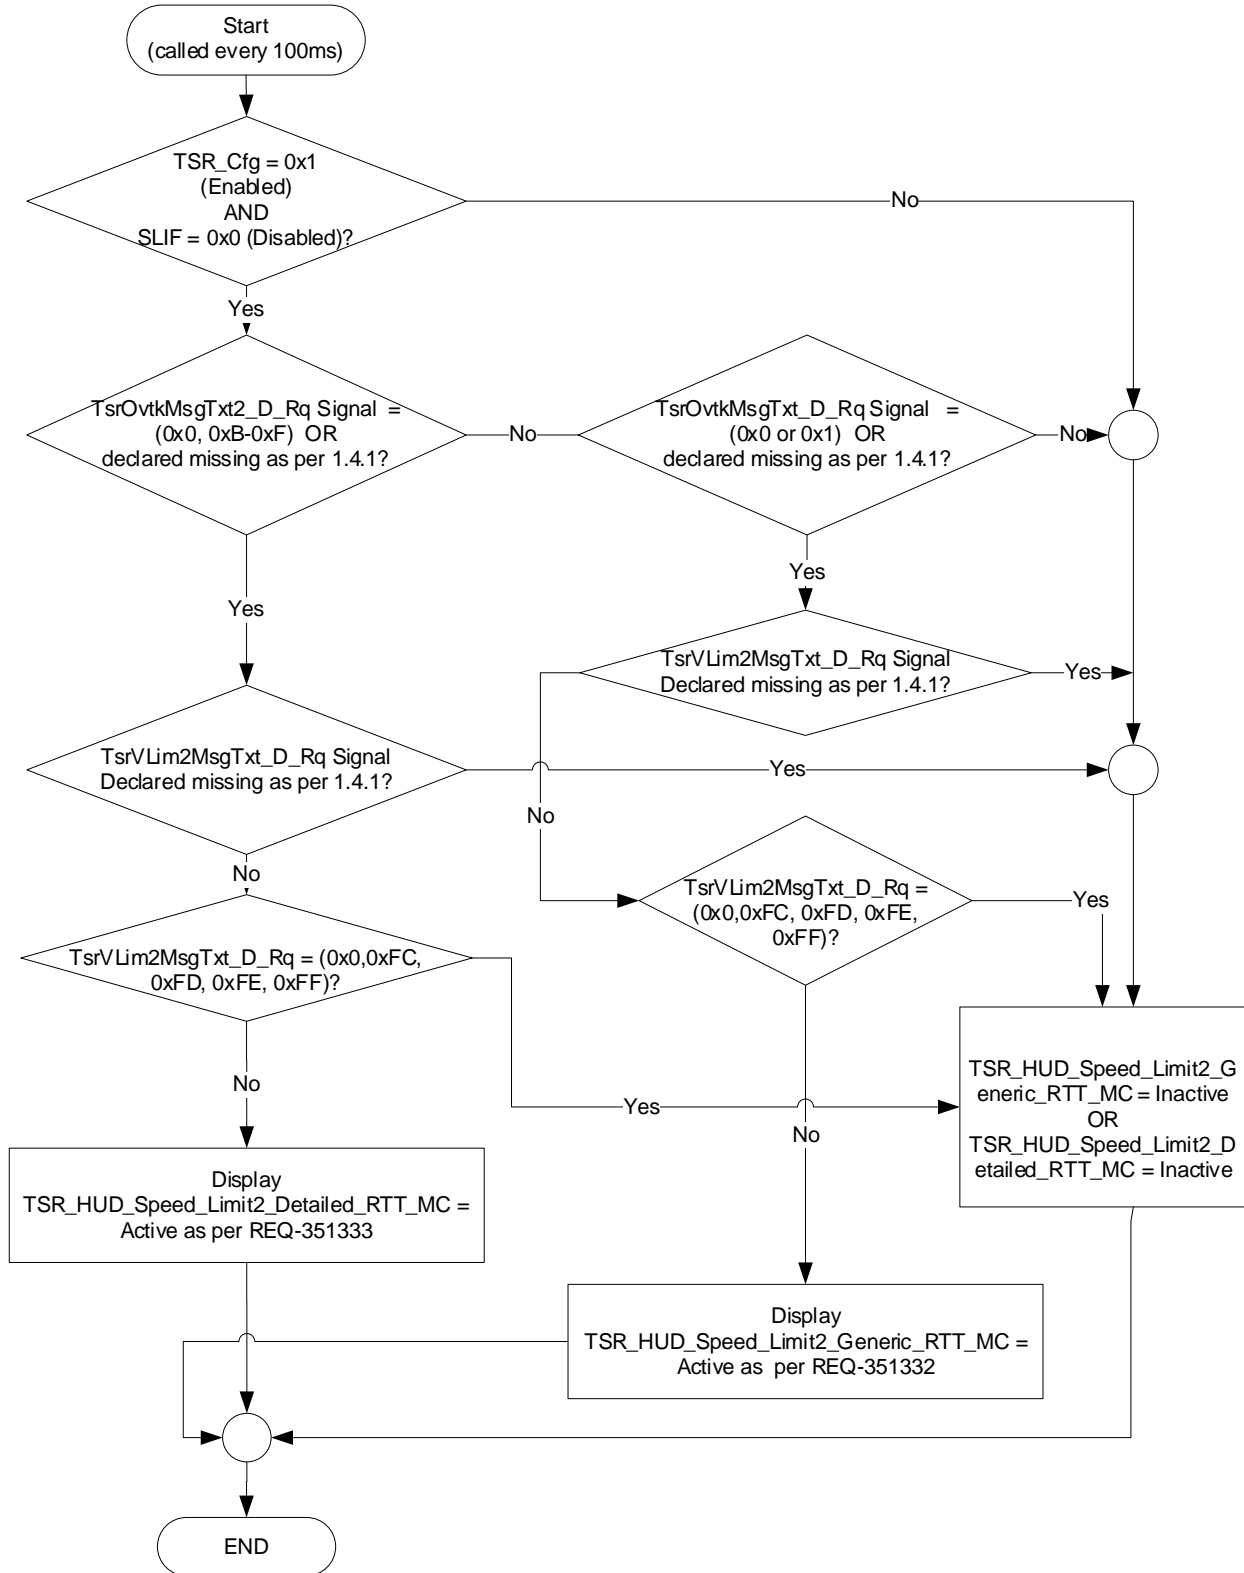 Start
(called every 100ms)
TSR_Cfg = 0x1
(Enabled)
AND
SLIF = 0x0 (Disabled)?
No
Yes
TsrOvtkMsgTxt2_D_Rq Signal =
(0x0, 0xB-0xF) OR
declared missing as per 1.4.1?
No
TsrOvtkMsgTxt_D_Rq Signal =
(0x0 or 0x1) OR
declared missing as per 1.4.1?
No
Yes
Yes
TsrVLim2MsgTxt_D_Rq Signal
Declared missing as per 1.4.1?
Yes
TsrVLim2MsgTxt_D_Rq Signal
Declared missing as per 1.4.1?
Yes
No
No
TsrVLim2MsgTxt_D_Rq =
(0x0,0xFC, 0xFD, 0xFE,
0xFF)?
Yes
TsrVLim2MsgTxt_D_Rq = (0x0,0xFC,
0xFD, 0xFE, 0xFF)?
No
Yes
No
TSR_HUD_Speed_Limit2_G
eneric_RTT_MC = Inactive
OR
TSR_HUD_Speed_Limit2_D
etailed_RTT_MC = Inactive
Display
TSR_HUD_Speed_Limit2_Detailed_RTT_MC =
Active as per REQ-351333
Display
TSR_HUD_Speed_Limit2_Generic_RTT_MC =
Active as per REQ-351332
END